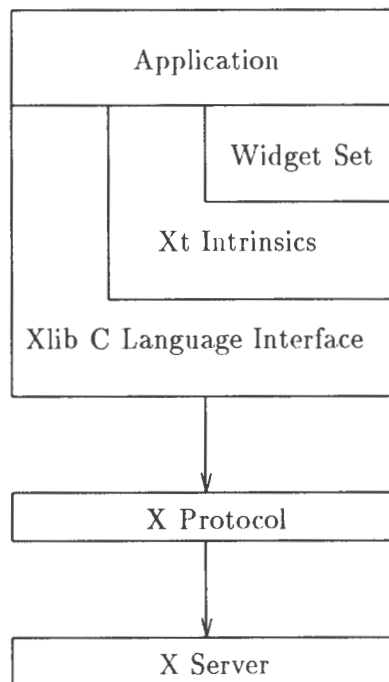 Application
Widget Set
Xt Intrinsics
Xlib C Language Interface
X Protocol
X Server